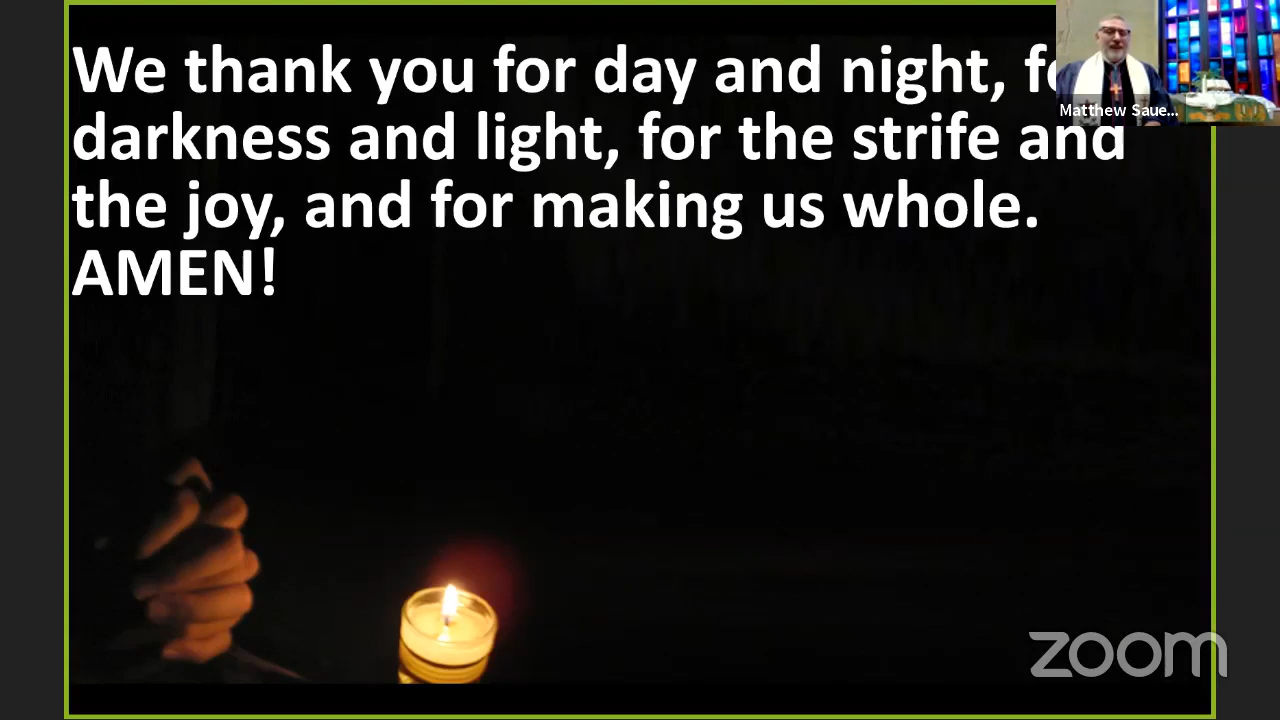 We thank you for day and night,
darkness and light, for the strife and
the joy, and for making us whole.
AMEN!
Matthew Saue...
zoom